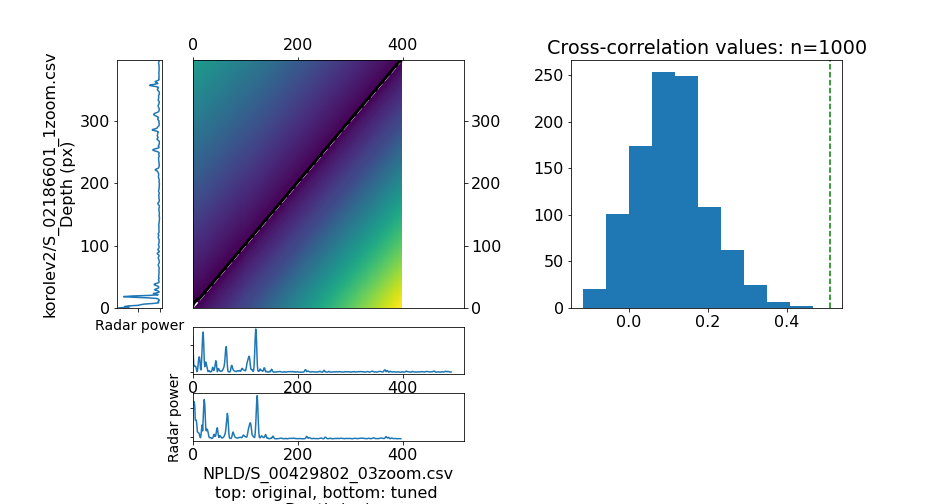 Cross-correlation values: n=1000
0 200 400
korolev2/S_02186601_1zoom.csv
Depth (px)
300
200
100
0
300
200
100
0
250
200
150
100
50
0
0.0 0.2 0.4
Radar power
0 200 400
Radar power
0 200 400
NPLD/S_00429802_03zoom.csv
top: original, bottom: tuned